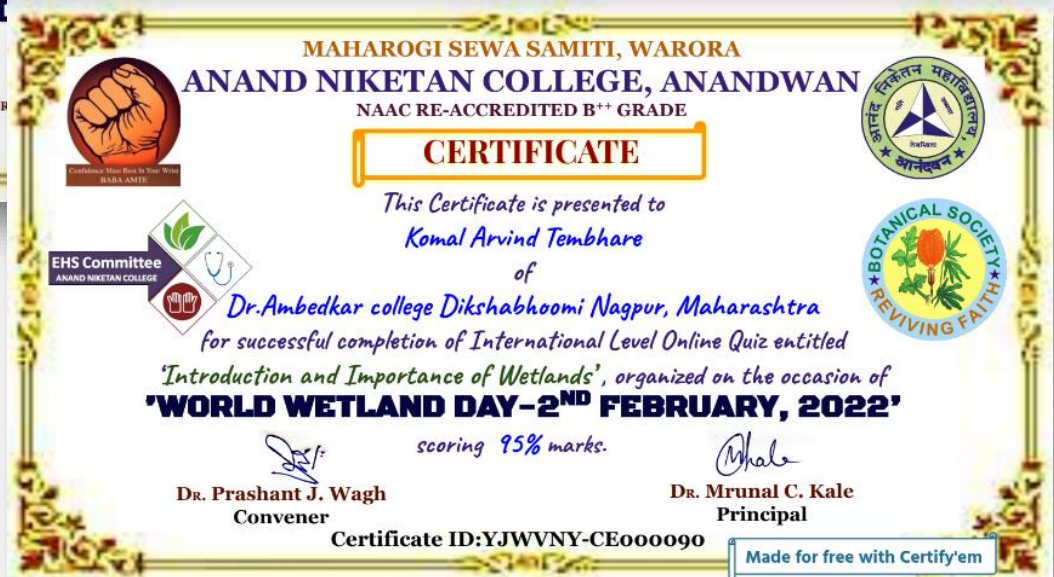 MAHAROGI SEWA SAMITI, WARORA
ANAND NIKETAN COLLEGE, ANANDWAN
NAAC RE-ACCREDITED B++ GRADE
CERTIFICATE
Confidence Must Rest In Your Wrist
BABA AMTE
आनंद निकेतन महाविद्यालय,
आनंदवन
This Certificate is presented to
Komal Arvind Tembhare
of
EHS Committee
ANAND NIKETAN COLLEGE
BOTANICAL SOCIETY
REVIVING FAITH
Dr.Ambedkar college Dikshabhoomi Nagpur, Maharashtra
for successful completion of International Level Online Quiz entitled
'Introduction and Importance of Wetlands', organized on the occasion of
'WORLD WETLAND DAY-2ND FEBRUARY, 2022'
scoring 95% marks.
DR. Prashant J. Wagh
Convener
DR. Mrunal C. Kale
Principal
Certificate ID:YJWVNY-CE000090
Made for free with Certify'em